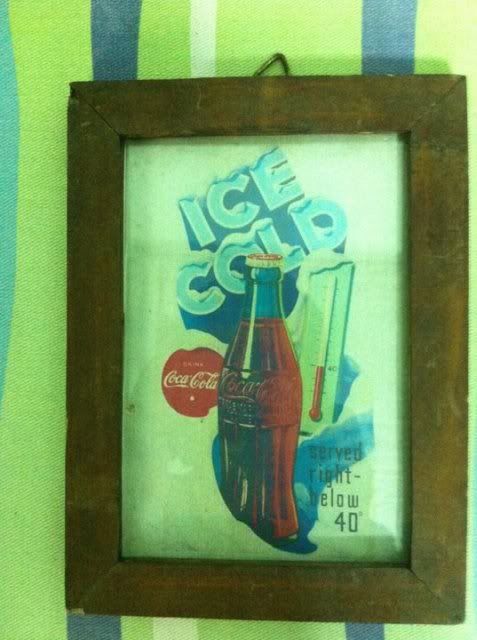 ICE
COLD
DRINK
Coca-Cola
Coca-Cola
40
served
right-
below
40°